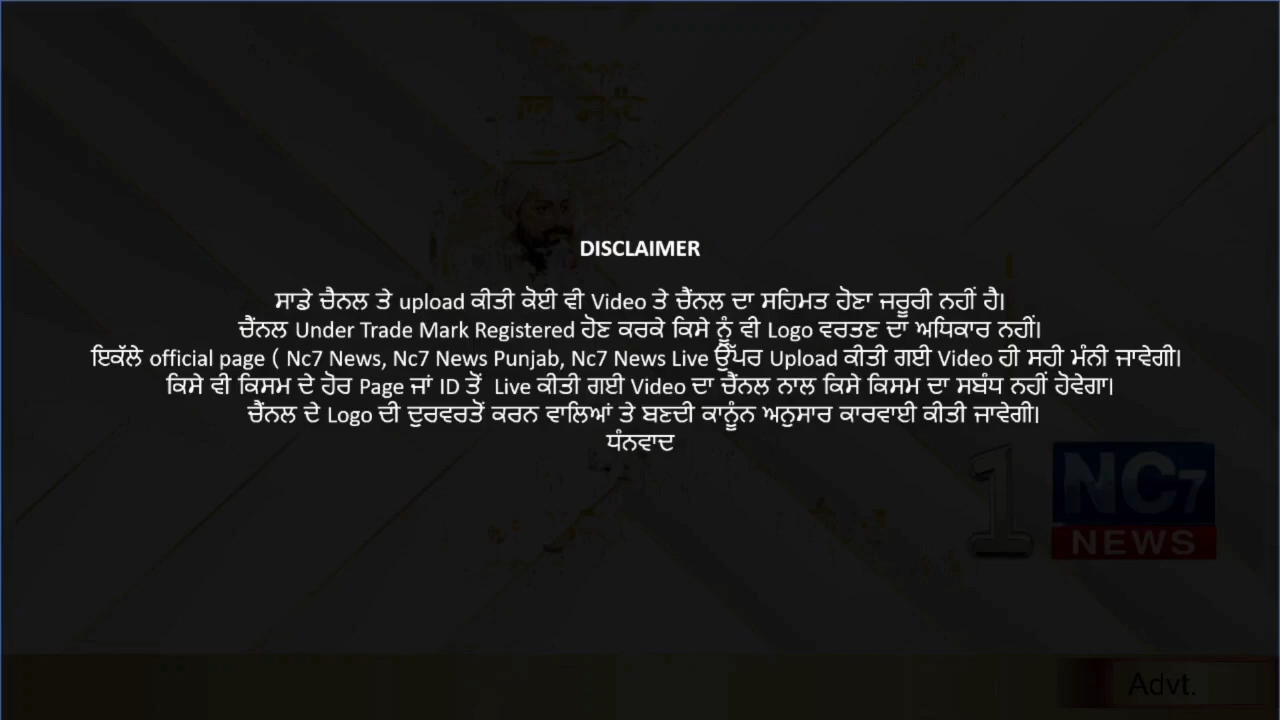 DISCLAIMER
ਸਾਡੇ ਚੈਨਲ ਤੇ upload ਕੀਤੀ ਕੋਈ ਵੀ Video ਤੇ ਚੈਂਨਲ ਦਾ ਸਹਿਮਤ ਹੋਣਾ ਜਰੂਰੀ ਨਹੀਂ ਹੈ।
ਚੈਂਨਲ Under Trade Mark Registered ਹੋਣ ਕਰਕੇ ਕਿਸੇ ਨੂੰ ਵੀ Logo ਵਰਤਣ ਦਾ ਅਧਿਕਾਰ ਨਹੀਂ।
ਇਕੱਲੇ official page ( Nc7 News, Nc7 News Punjab, Nc7 News Live ਉੱਪਰ Upload ਕੀਤੀ ਗਈ Video ਹੀ ਸਹੀ ਮੰਨੀ ਜਾਵੇਗੀ।
ਕਿਸੇ ਵੀ ਕਿਸਮ ਦੇ ਹੋਰ Page ਜਾਂ ID ਤੋਂ Live ਕੀਤੀ ਗਈ Video ਦਾ ਚੈਂਨਲ ਨਾਲ ਕਿਸੇ ਕਿਸਮ ਦਾ ਸਬੰਧ ਨਹੀਂ ਹੋਵੇਗਾ।
ਚੈਂਨਲ ਦੇ Logo ਦੀ ਦੁਰਵਰਤੋਂ ਕਰਨ ਵਾਲਿਆਂ ਤੇ ਬਣਦੀ ਕਾਨੂੰਨ ਅਨੁਸਾਰ ਕਾਰਵਾਈ ਕੀਤੀ ਜਾਵੇਗੀ।
ਧੰਨਵਾਦ
1 NC7
NEWS
Advt.